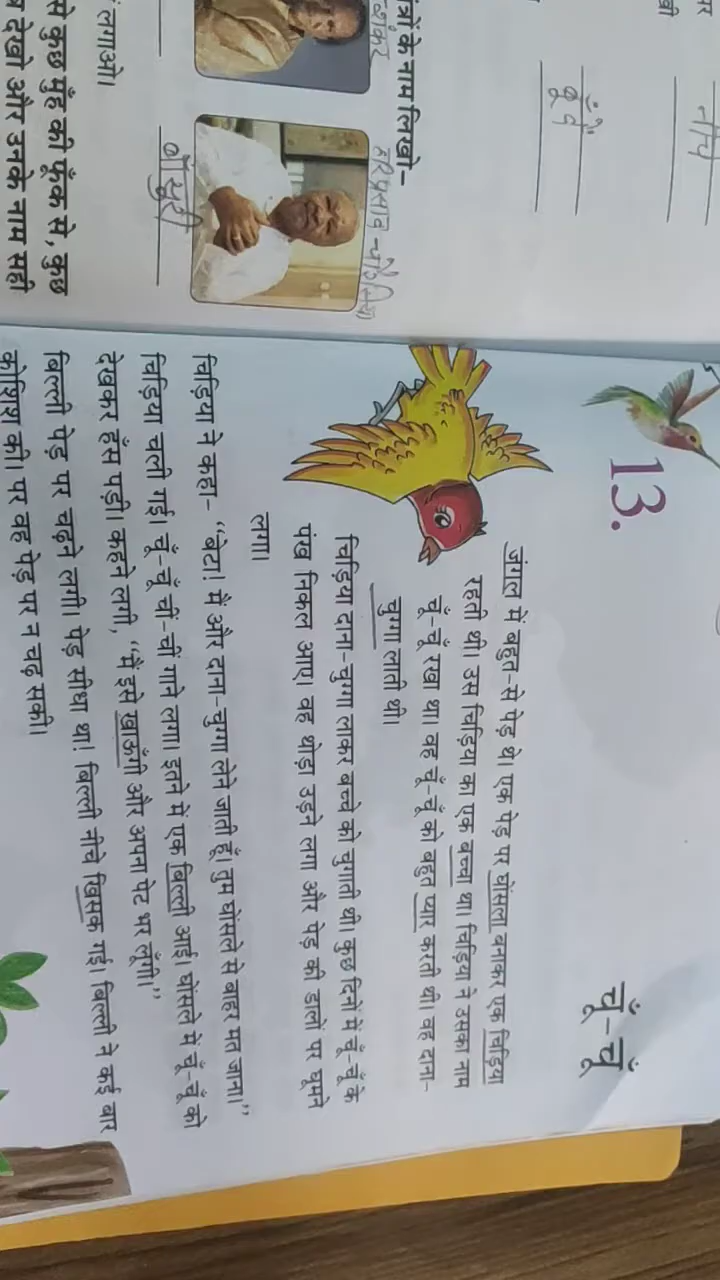 खी
नाच
छूने
त्रों के नाम लिखो–
हरिप्रसाद चौरसिया
बाँसुरी
लगाओ।
से कुछ मुँह की फूँक से, कुछ
देखो और उनके नाम सही
13.
चूँ-चूँ
जंगल में बहुत-से पेड़ थे। एक पेड़ पर घोंसला बनाकर एक चिड़िया
रहती थी। उस चिड़िया का एक बच्चा था। चिड़िया ने उसका नाम
चूँ-चूँ रखा था। वह चूँ-चूँ को बहुत प्यार करती थी। वह दाना-
चुग्गा लाती थी।
चिड़िया दाना-चुग्गा लाकर बच्चे को चुगाती थी। कुछ दिनों में चूँ-चूँ के
पंख निकल आए। वह थोड़ा उड़ने लगा और पेड़ की डालों पर घूमने
लगा।
चिड़िया ने कहा– “बेटा! मैं और दाना-चुग्गा लेने जाती हूँ। तुम घोंसले से बाहर मत जाना।”
चिड़िया चली गई। चूँ-चूँ चीं-चीं गाने लगा। इतने में एक बिल्ली आई। घोंसले में चूँ-चूँ को
देखकर हँस पड़ी। कहने लगी, “मैं इसे खाऊँगी और अपना पेट भर लूँगी।”
बिल्ली पेड़ पर चढ़ने लगी। पेड़ सीधा था। बिल्ली नीचे खिसक गई। बिल्ली ने कई बार
कोशिश की। पर वह पेड़ पर न चढ़ सकी।